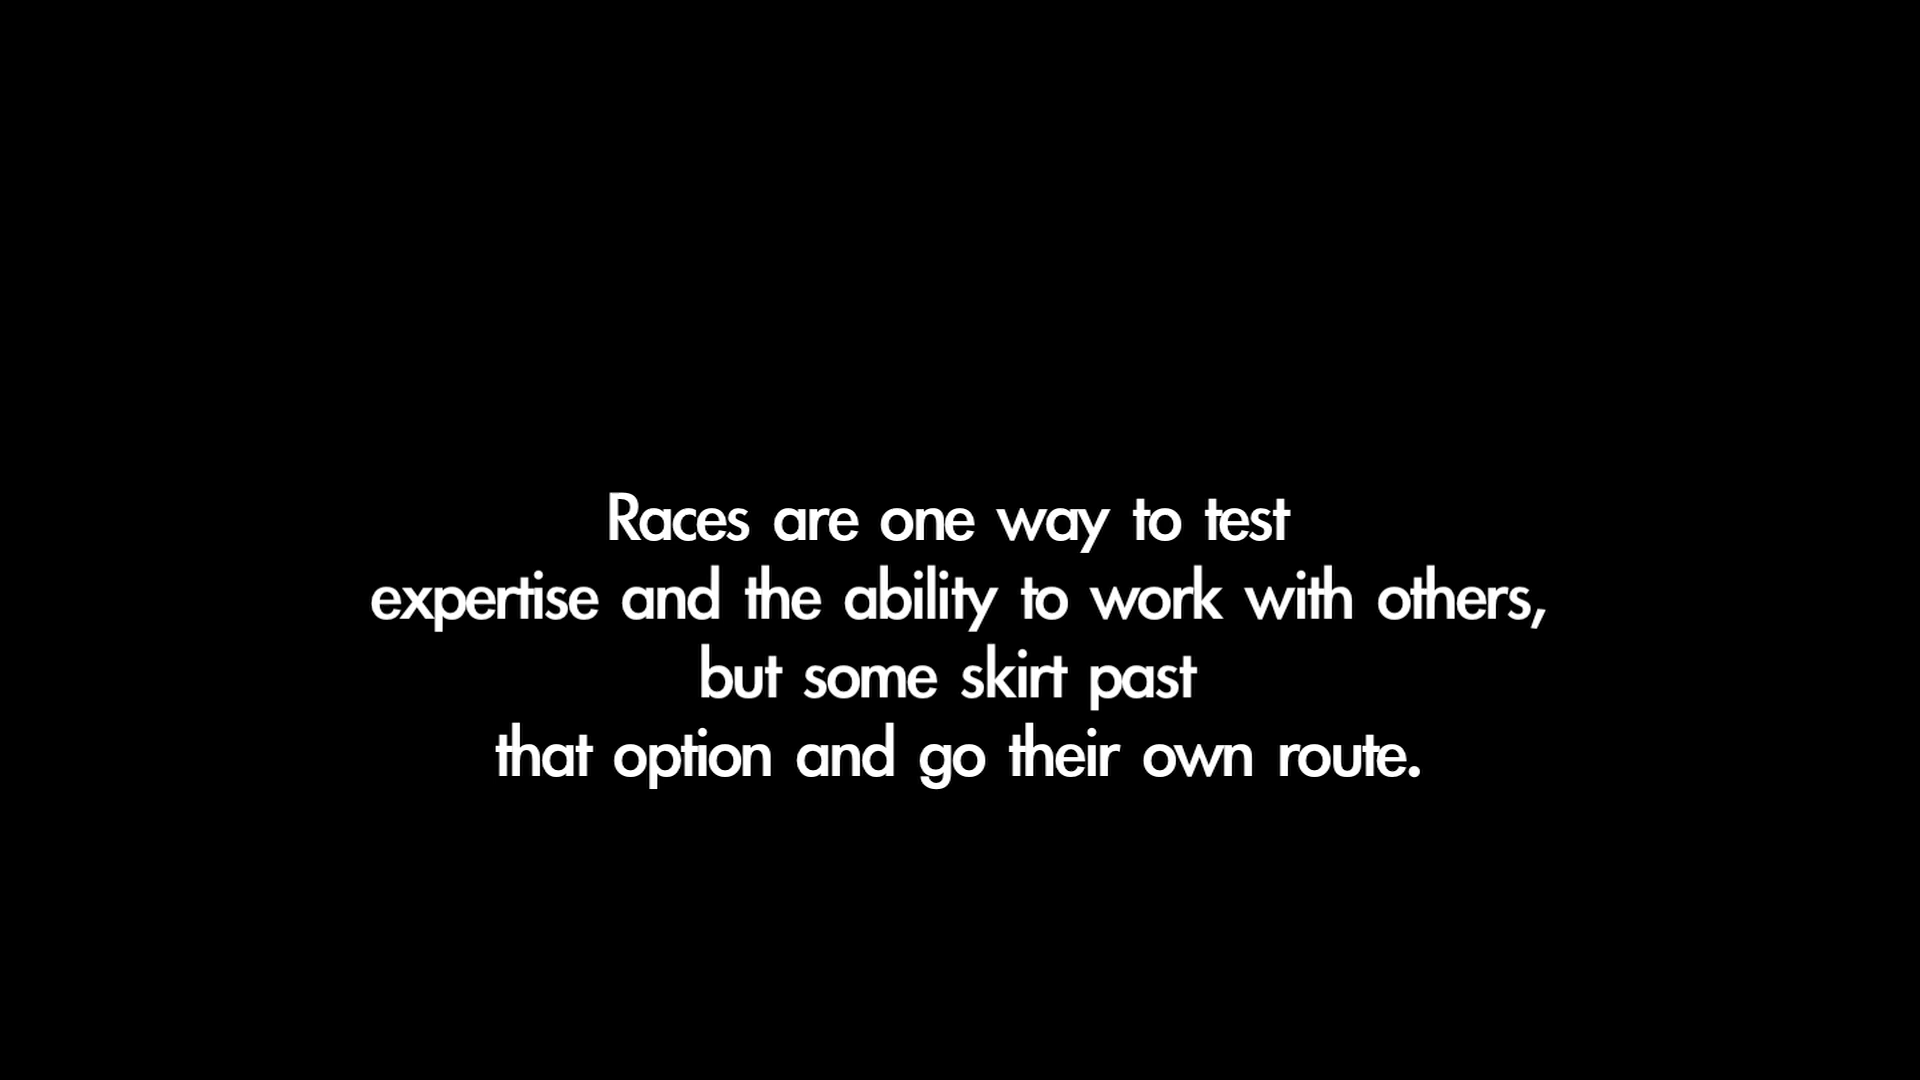 Races are one way to test
expertise and the ability to work with others,
but some skirt past
that option and go their own route.